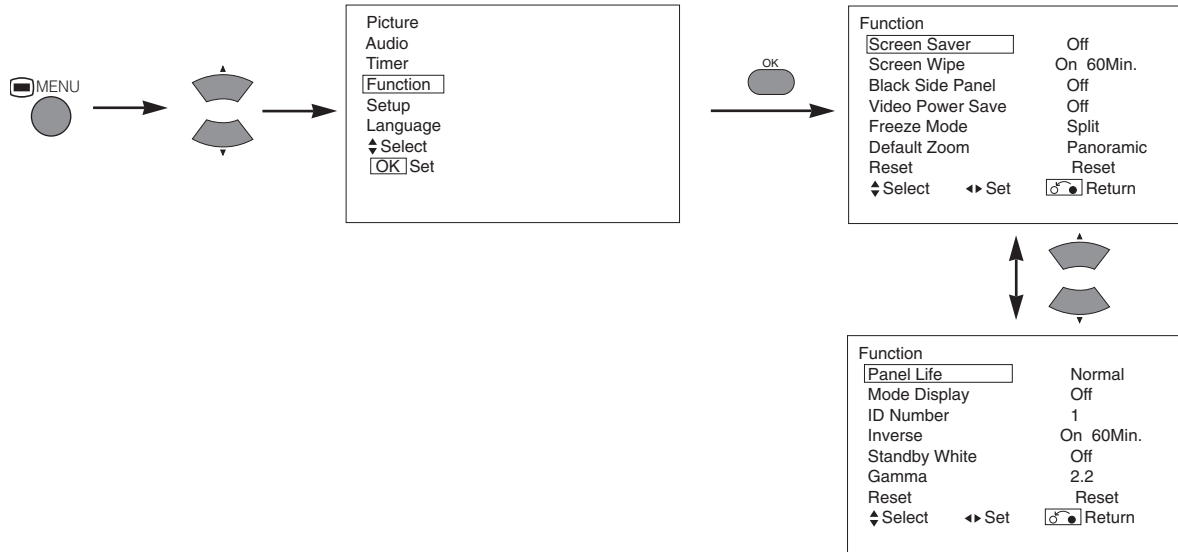 MENU
Picture
Audio
Timer
Function
Setup
Language
Select
OK Set
OK
Function
Screen Saver Off
Screen Wipe On 60Min.
Black Side Panel Off
Video Power Save Off
Freeze Mode Split
Default Zoom Panoramic
Reset Reset
Select Set Return
Function
Panel Life Normal
Mode Display Off
ID Number 1
Inverse On 60Min.
Standby White Off
Gamma 2.2
Reset Reset
Select Set Return